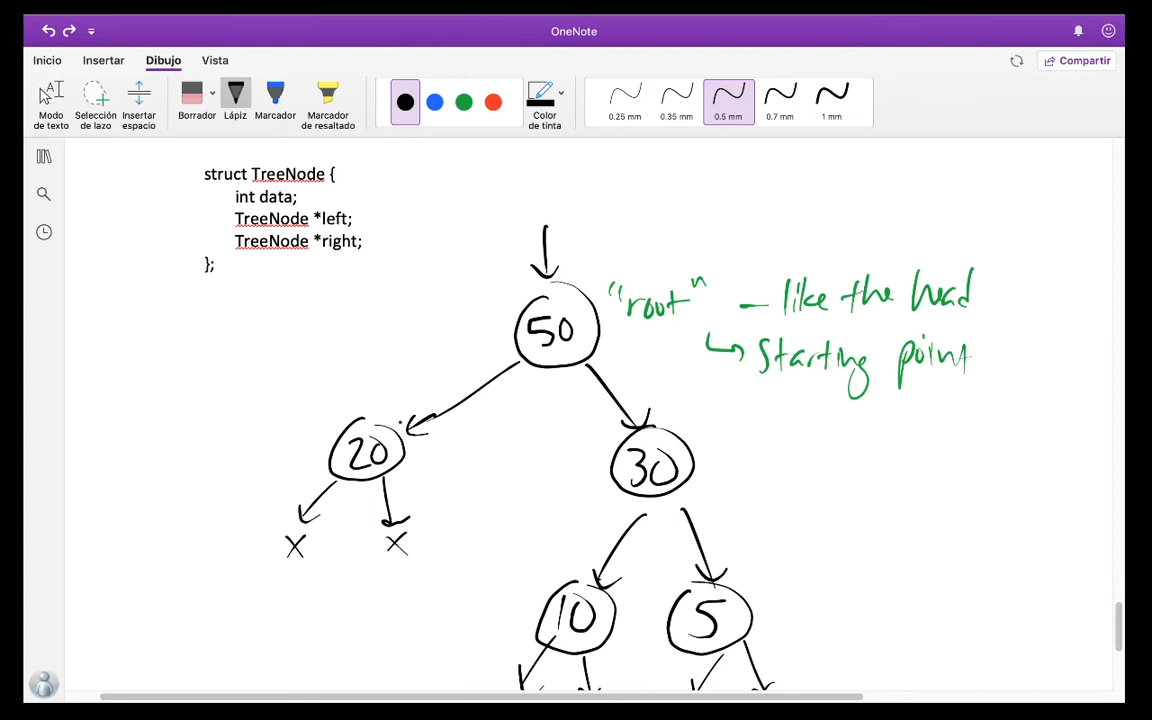 OneNote
Inicio Insertar Dibujo Vista
Compartir
Modo de texto
Selección de lazo
Insertar espacio
Borrador
Lápiz
Marcador
Marcador de resaltado
Color de tinta
0.25 mm
0.35 mm
0.5 mm
0.7 mm
1 mm
struct TreeNode {
int data;
TreeNode *left;
TreeNode *right;
};
"root" - like the head
↳ Starting point
50
20
30
X X
10 5